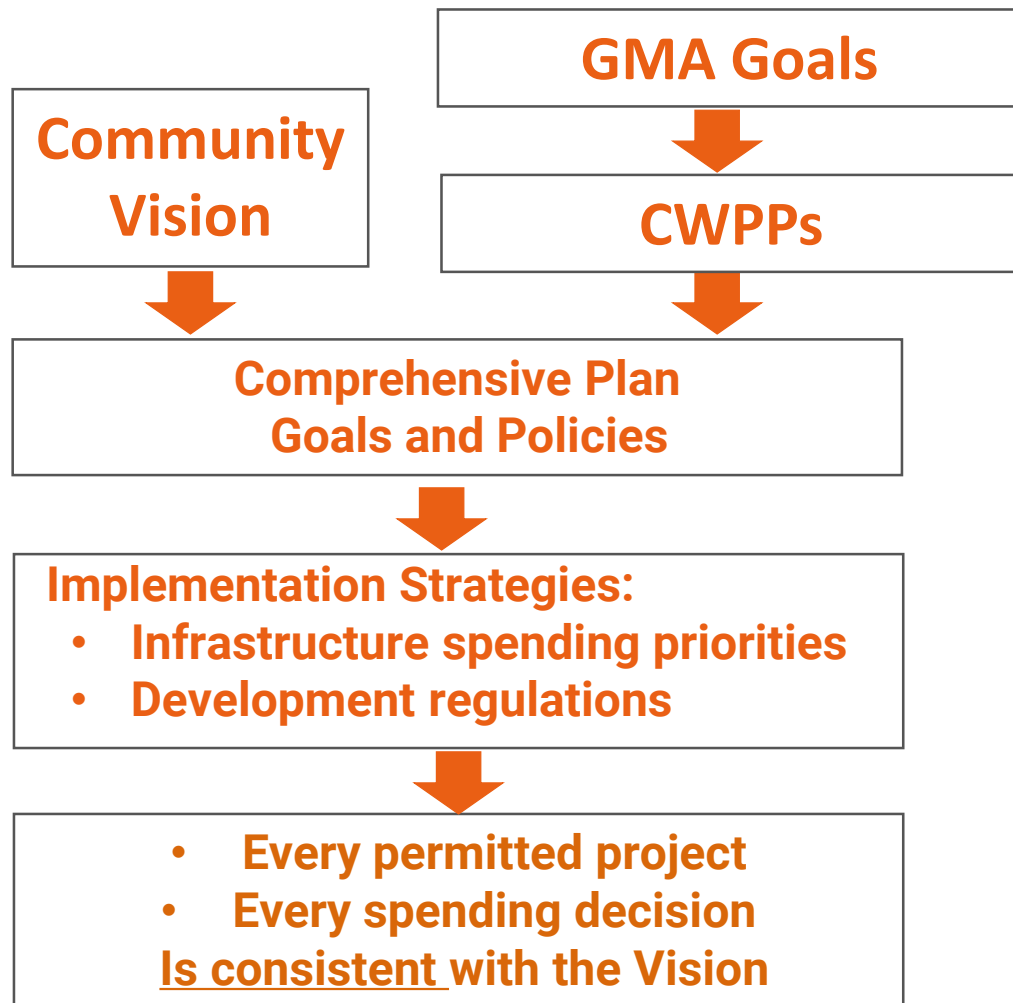 GMA Goals
Community
Vision
CWPPs
Comprehensive Plan
Goals and Policies
Implementation Strategies:
• Infrastructure spending priorities
• Development regulations
• Every permitted project
• Every spending decision
Is consistent with the Vision